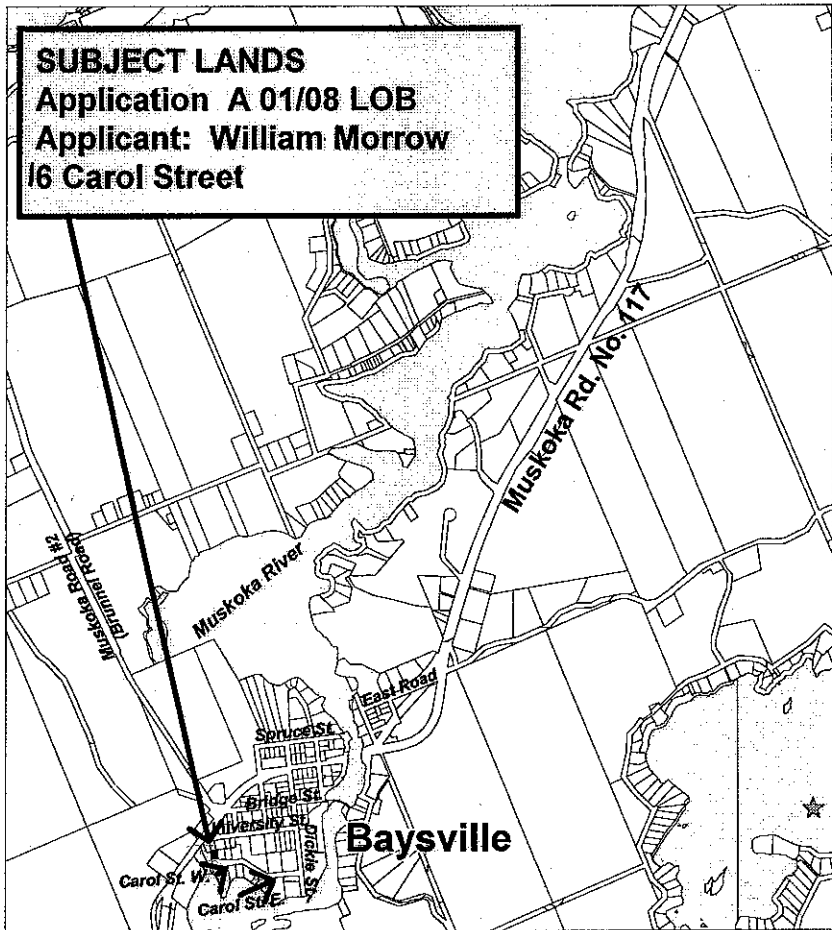 SUBJECT LANDS
Application A 01/08 LOB
Applicant: William Morrow
/6 Carol Street
Muskoka Rd. No. 117
Muskoka Road #2
(Brunnel Road)
Muskoka River
East Road
Spruce St.
Bridge St.
University St.
Dickie St.
Baysville
Carol St. W.
Carol St. E.